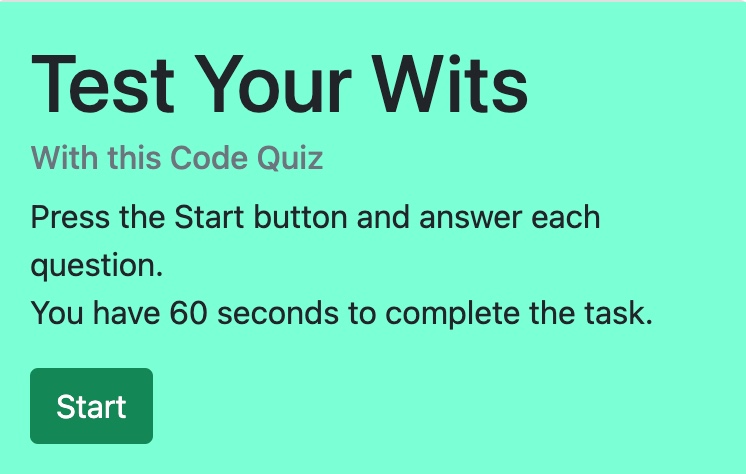 Test Your Wits
With this Code Quiz
Press the Start button and answer each
question.
You have 60 seconds to complete the task.
Start